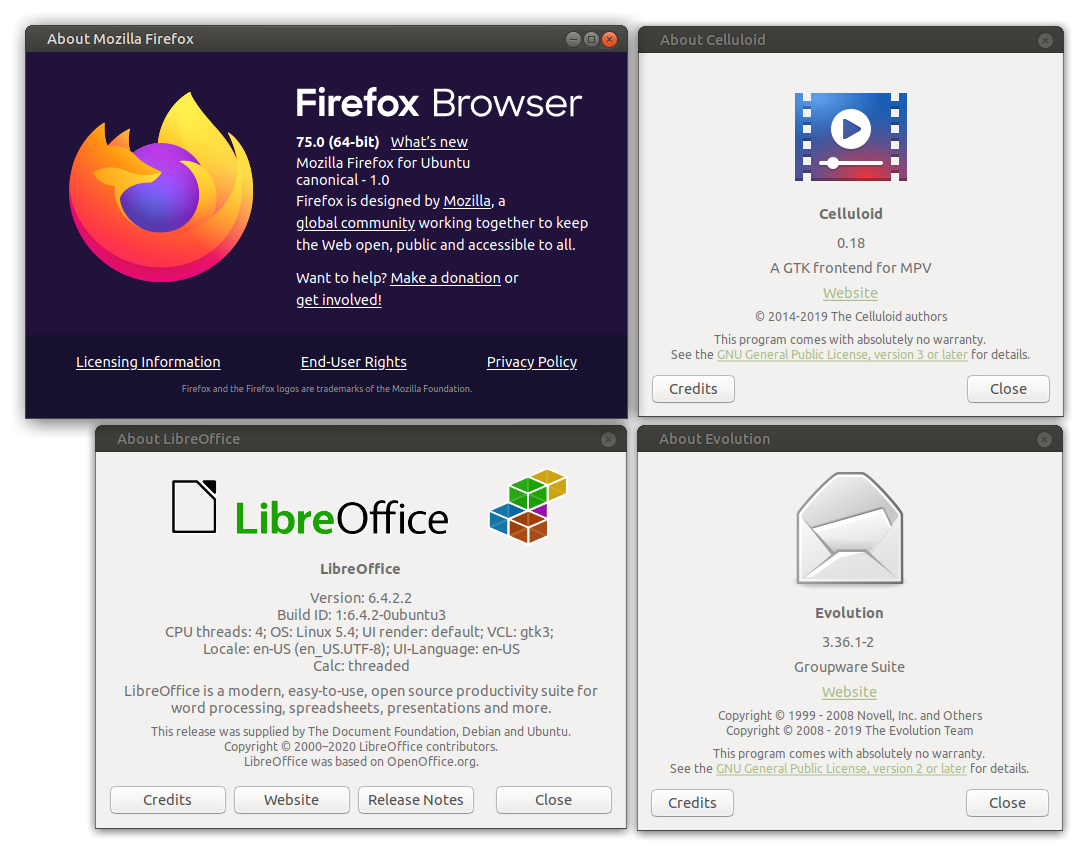 About Mozilla Firefox
Firefox Browser
75.0 (64-bit) What's new
Mozilla Firefox for Ubuntu
canonical - 1.0
Firefox is designed by Mozilla, a
global community working together to keep
the Web open, public and accessible to all.
Want to help? Make a donation or
get involved!
Licensing Information End-User Rights Privacy Policy
Firefox and the Firefox logos are trademarks of the Mozilla Foundation.
About Celluloid
Celluloid
0.18
A GTK frontend for MPV
Website
© 2014-2019 The Celluloid authors
This program comes with absolutely no warranty.
See the GNU General Public License, version 3 or later for details.
Credits Close
About LibreOffice
LibreOffice
LibreOffice
Version: 6.4.2.2
Build ID: 1:6.4.2-0ubuntu3
CPU threads: 4; OS: Linux 5.4; UI render: default; VCL: gtk3;
Locale: en-US (en_US.UTF-8); UI-Language: en-US
Calc: threaded
LibreOffice is a modern, easy-to-use, open source productivity suite for
word processing, spreadsheets, presentations and more.
This release was supplied by The Document Foundation, Debian and Ubuntu.
Copyright © 2000–2020 LibreOffice contributors.
LibreOffice was based on OpenOffice.org.
Credits Website Release Notes Close
About Evolution
Evolution
3.36.1-2
Groupware Suite
Website
Copyright © 1999 - 2008 Novell, Inc. and Others
Copyright © 2008 - 2019 The Evolution Team
This program comes with absolutely no warranty.
See the GNU General Public License, version 2 or later for details.
Credits Close